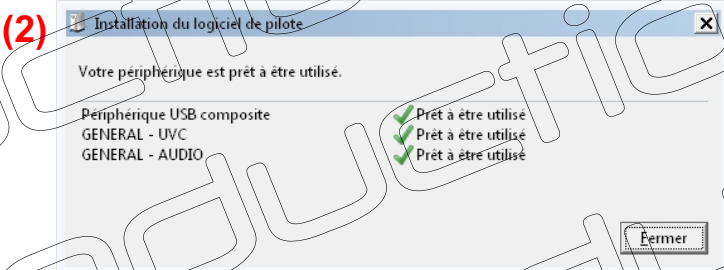 (2)
Installation du logiciel de pilote
Votre périphérique est prêt à être utilisé.
Périphérique USB composite Prêt à être utilisé
GENERAL - UVC Prêt à être utilisé
GENERAL - AUDIO Prêt à être utilisé
Fermer